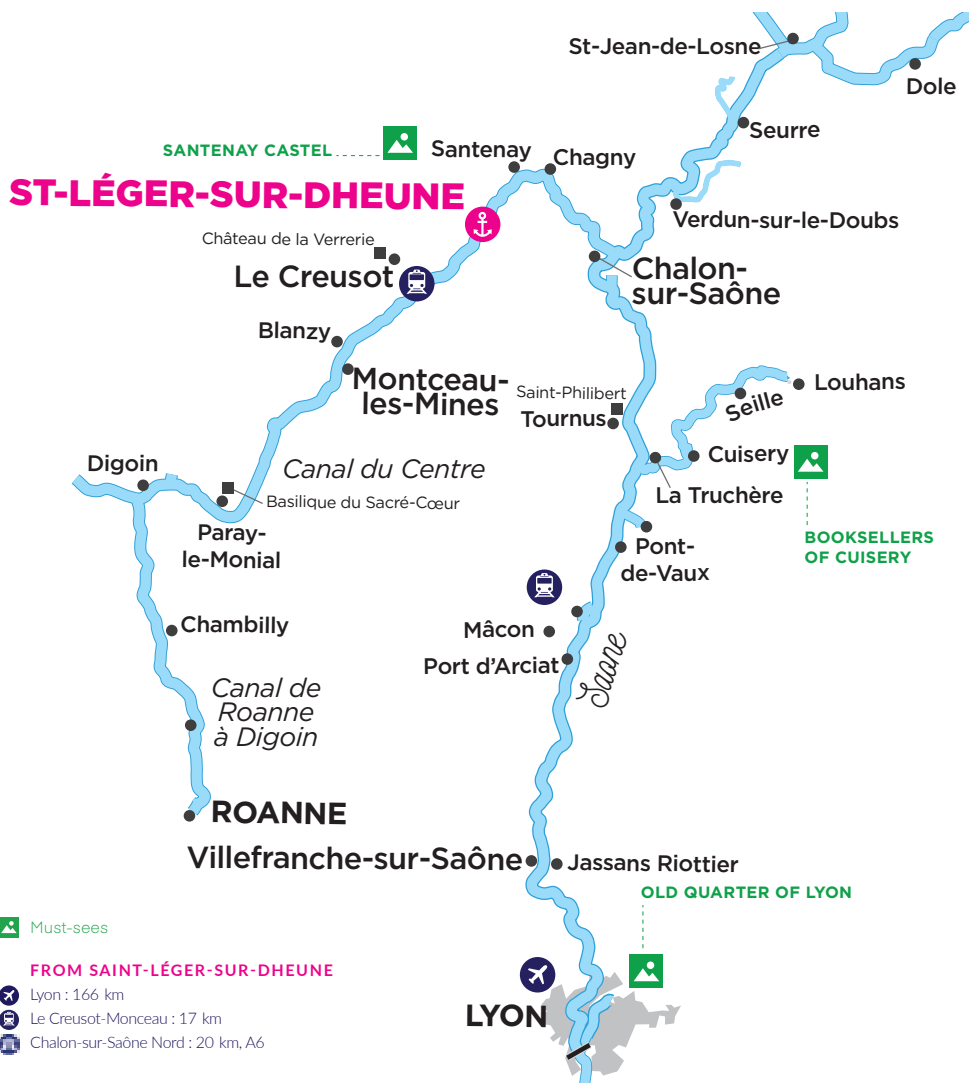 St-Jean-de-Losne
Dole
Seurre
SANTENAY CASTEL
Santenay
Chagny
ST-LÉGER-SUR-DHEUNE
Verdun-sur-le-Doubs
Château de la Verrerie
Le Creusot
Chalon-
sur-Saône
Blanzy
Montceau-
les-Mines
Saint-Philibert
Tournus
Louhans
Seille
Digoin
Canal du Centre
Cuisery
Basilique du Sacré-Cœur
La Truchère
Paray-
le-Monial
BOOKSELLERS
OF CUISERY
Pont-
de-Vaux
Chambilly
Mâcon
Port d'Arciat
Saone
Canal de
Roanne
à Digoin
ROANNE
Villefranche-sur-Saône
Jassans Riottier
OLD QUARTER OF LYON
LYON
Must-sees
FROM SAINT-LÉGER-SUR-DHEUNE
Lyon : 166 km
Le Creusot-Monceau : 17 km
Chalon-sur-Saône Nord : 20 km, A6